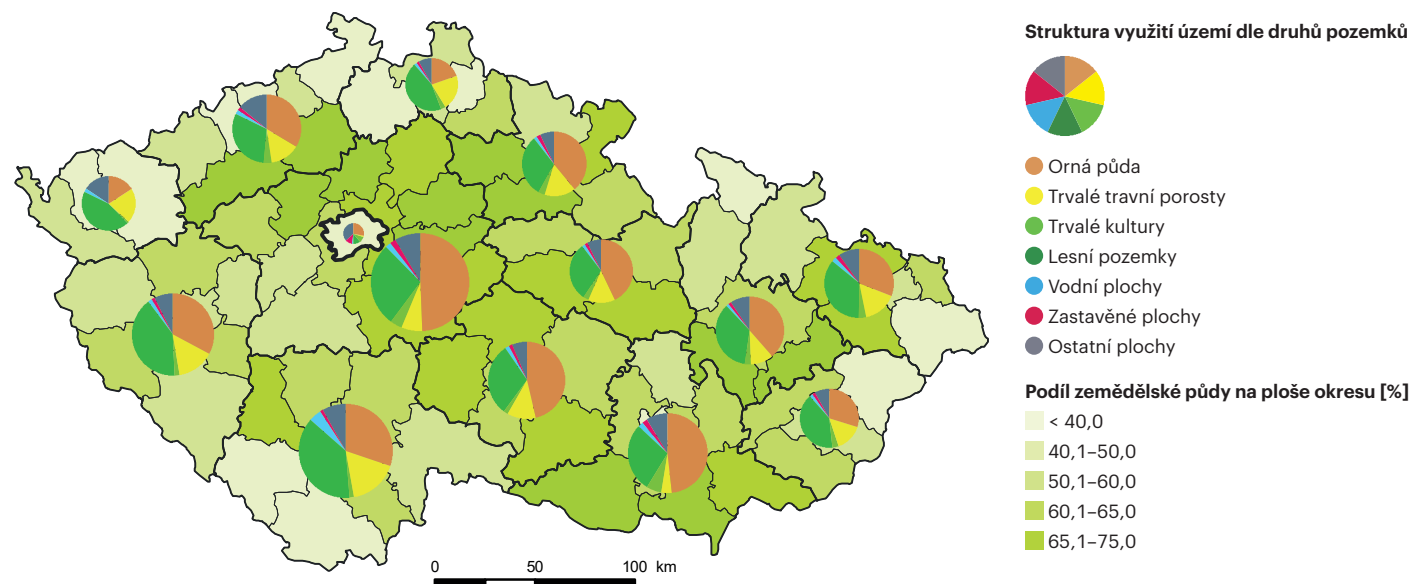 Struktura využití území dle druhů pozemků
Orná půda
Trvalé travní porosty
Trvalé kultury
Lesní pozemky
Vodní plochy
Zastavěné plochy
Ostatní plochy
Podíl zemědělské půdy na ploše okresu [%]
< 40,0
40,1–50,0
50,1–60,0
60,1–65,0
65,1–75,0
0 50 100 km